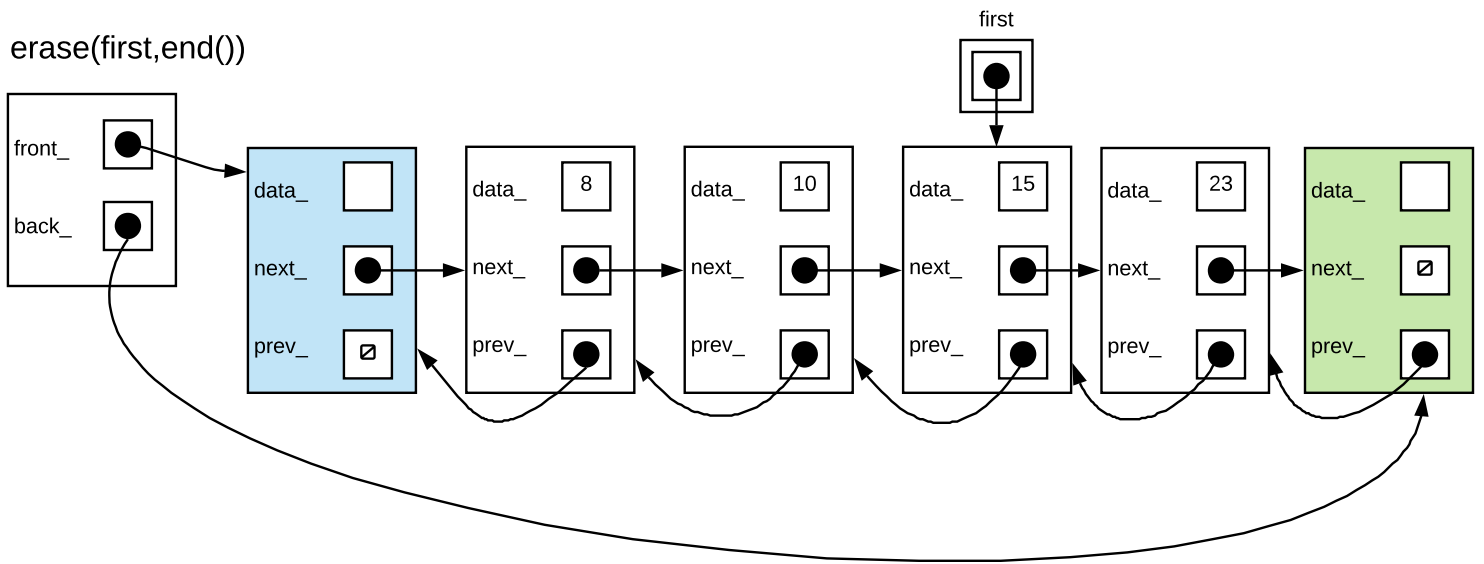 first
erase(first,end())
front_
back_
data_
next_
prev_
data_ 8
next_
prev_
data_ 10
next_
prev_
data_ 15
next_
prev_
data_ 23
next_
prev_
data_
next_
prev_